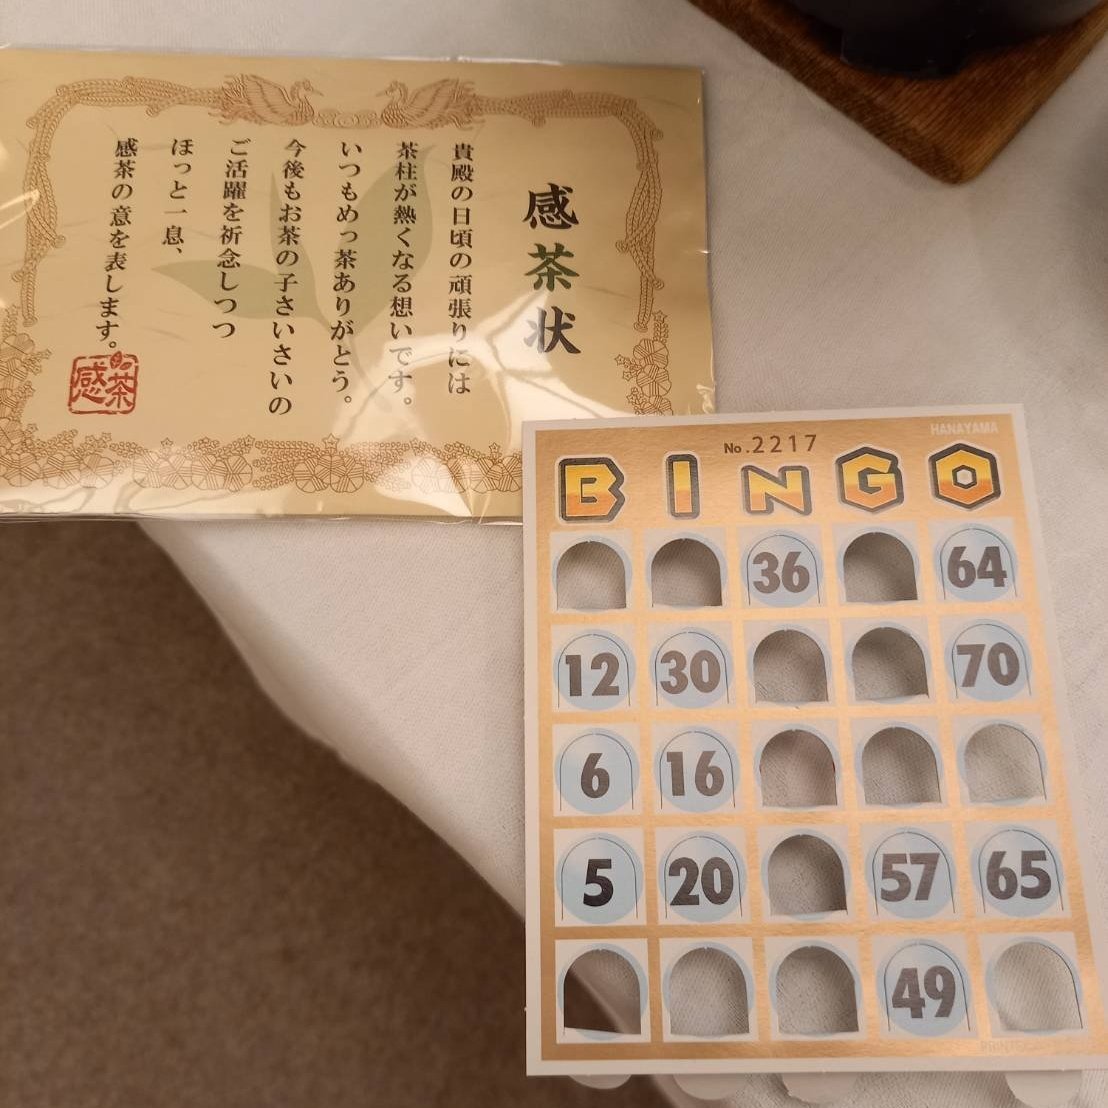 感茶状
貴殿の日頃の頑張りには
茶柱が熱くなる想いです。
いつもめっ茶ありがとう。
今後もお茶の子さいさいの
ご活躍を祈念しつつ
ほっと一息、
感茶の意を表します。
感茶
HANAYAMA
No.2217
BINGO
36 64
12 30 70
6 16
5 20 57 65
49